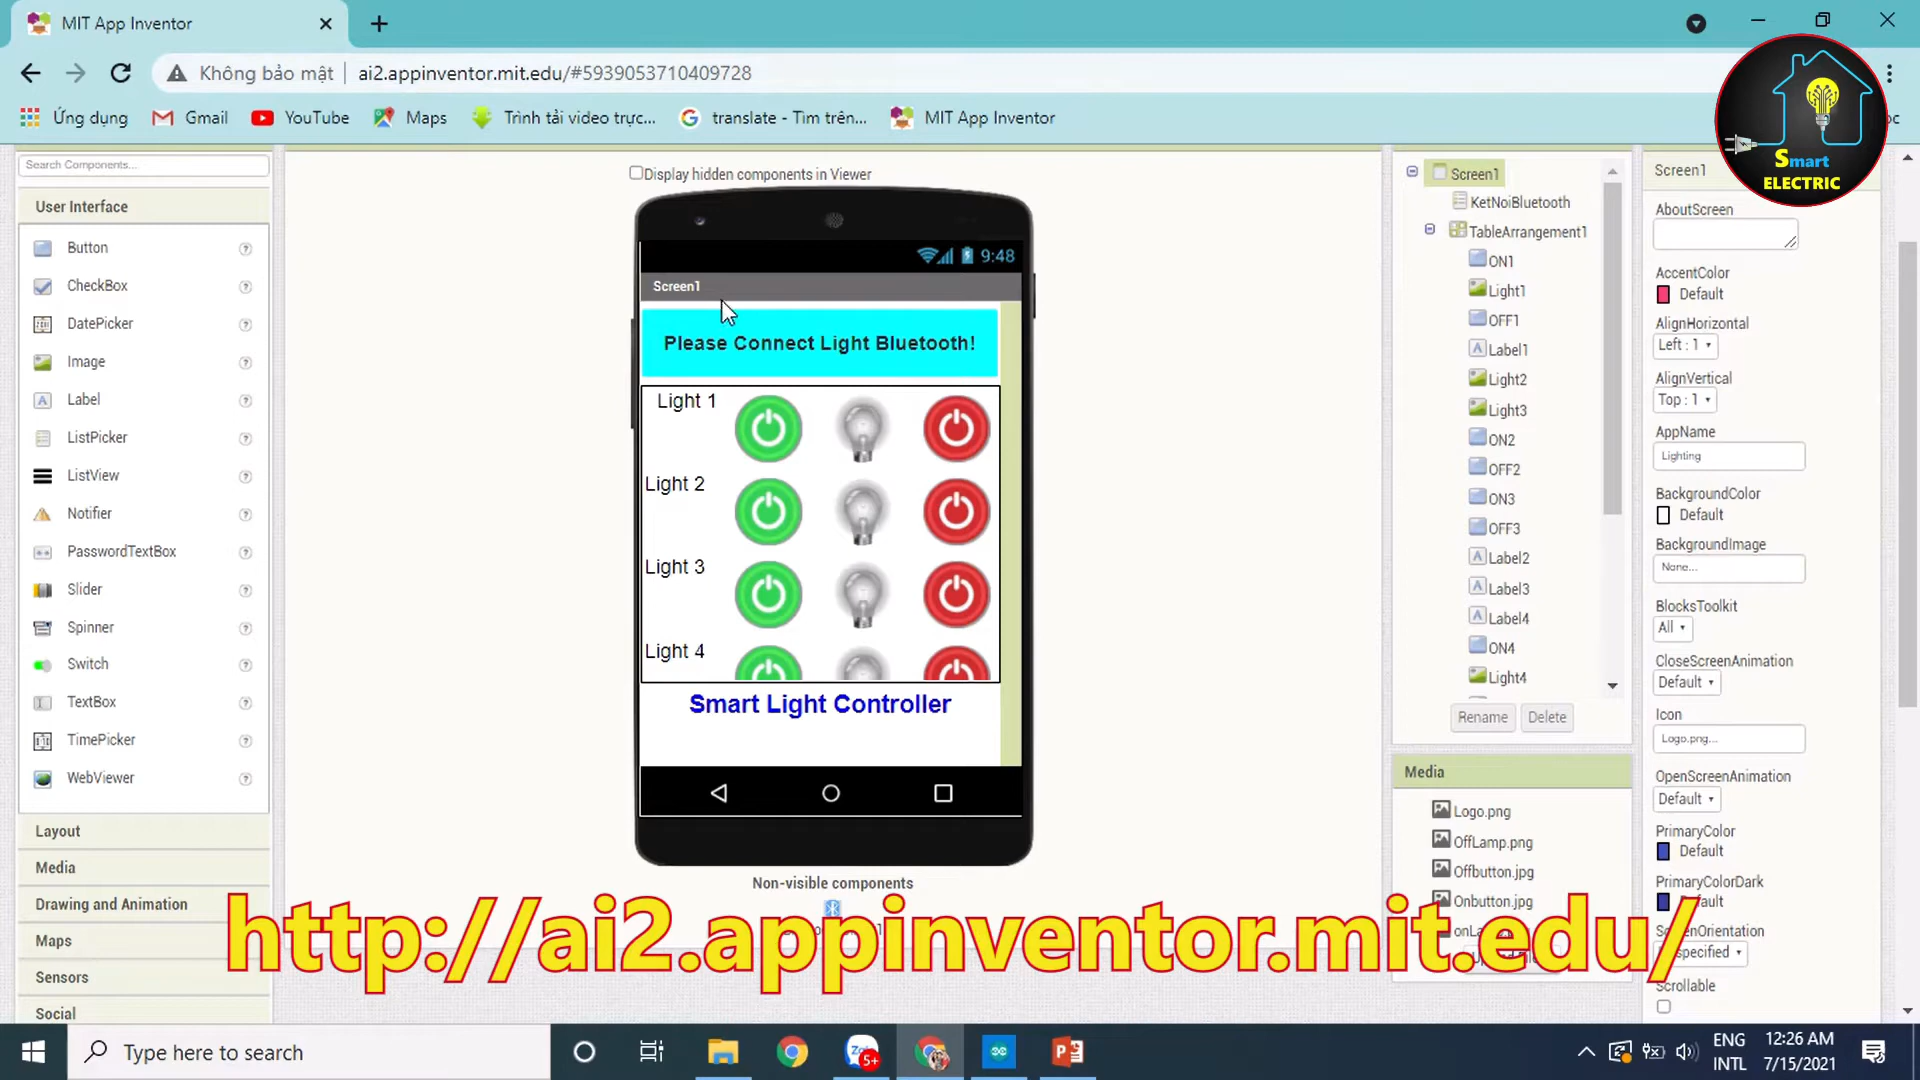 MIT App Inventor
Không bảo mật
ai2.appinventor.mit.edu/#5939053710409728
Ứng dụng
Gmail
YouTube
Maps
Trình tải video trực...
translate - Tìm trên...
MIT App Inventor
Smart
ELECTRIC
Search Components...
User Interface
Button
CheckBox
DatePicker
Image
Label
ListPicker
ListView
Notifier
PasswordTextBox
Slider
Spinner
Switch
TextBox
TimePicker
WebViewer
Layout
Media
Drawing and Animation
Maps
Sensors
Social
Display hidden components in Viewer
9:48
Screen1
Please Connect Light Bluetooth!
Light 1
Light 2
Light 3
Light 4
Smart Light Controller
Non-visible components
Screen1
KetNoiBluetooth
TableArrangement1
ON1
Light1
OFF1
Label1
Light2
Light3
ON2
OFF2
ON3
OFF3
Label2
Label3
Label4
ON4
Light4
Rename
Delete
Media
Logo.png
OffLamp.png
Offbutton.jpg
Onbutton.jpg
Screen1
AboutScreen
AccentColor
Default
AlignHorizontal
Left : 1
AlignVertical
Top : 1
AppName
Lighting
BackgroundColor
Default
BackgroundImage
None...
BlocksToolkit
All
CloseScreenAnimation
Default
Icon
Logo.png...
OpenScreenAnimation
Default
PrimaryColor
Default
PrimaryColorDark
Scrollable
http://ai2.appinventor.mit.edu/
Type here to search
5+
ENG
INTL
12:26 AM
7/15/2021